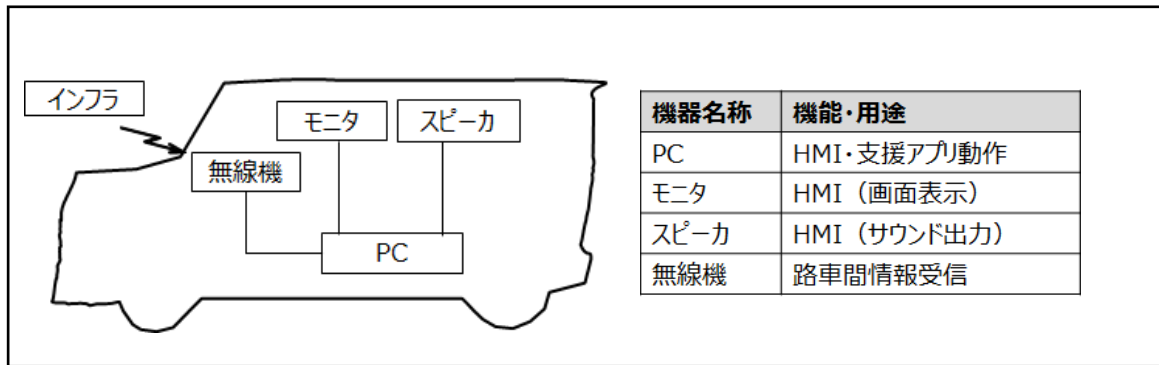 インフラ
モニタ
スピーカ
無線機
PC
機器名称 機能・用途
PC HMI・支援アプリ動作
モニタ HMI（画面表示）
スピーカ HMI（サウンド出力）
無線機 路車間情報受信